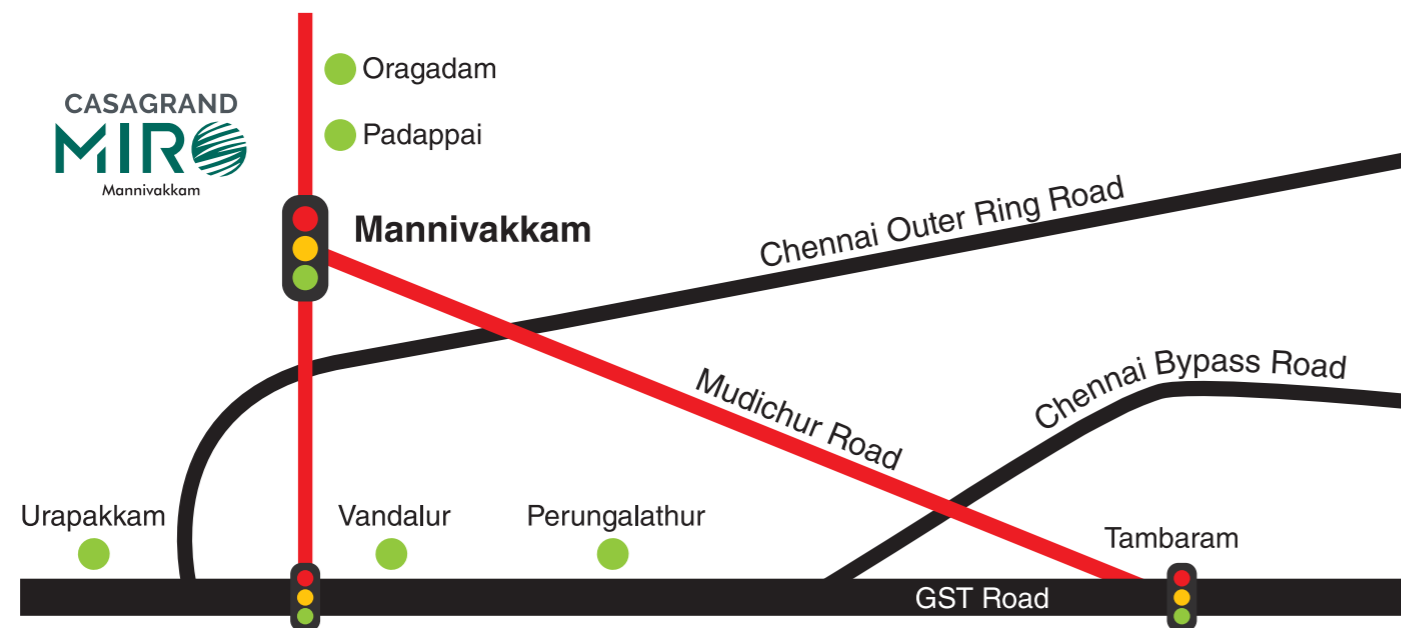 Oragadam
CASAGRAND
MIRO
Mannivakkam
Padappai
Mannivakkam
Chennai Outer Ring Road
Chennai Bypass Road
Mudichur Road
Urapakkam
Vandalur
Perungalathur
Tambaram
GST Road